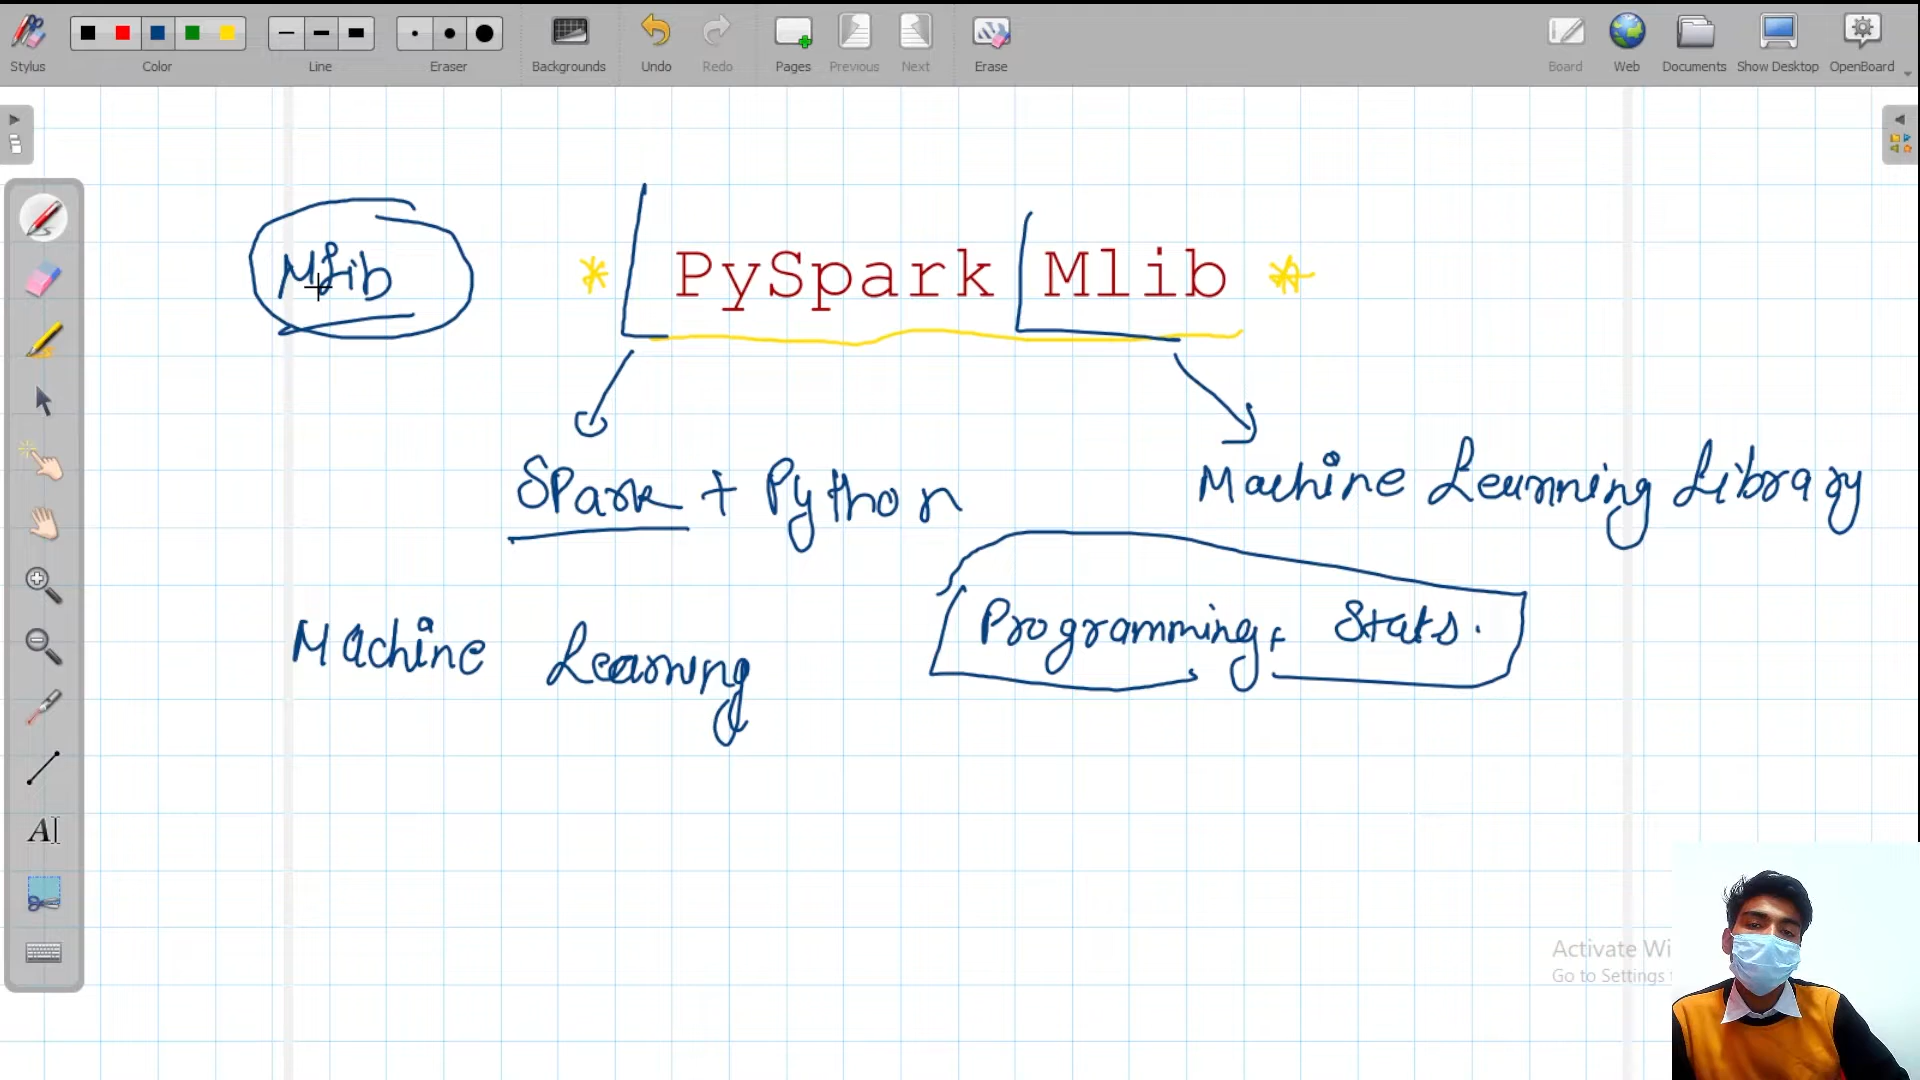 Stylus
Color
Line
Eraser
Backgrounds
Undo
Redo
Pages
Previous
Next
Erase
Board
Web
Documents
Show Desktop
OpenBoard
MLib
* PySpark Mlib *
Spark + Python
Machine Learning Library
Machine Learning
Programming + Stats.
A
Activate Wi
Go to Settings